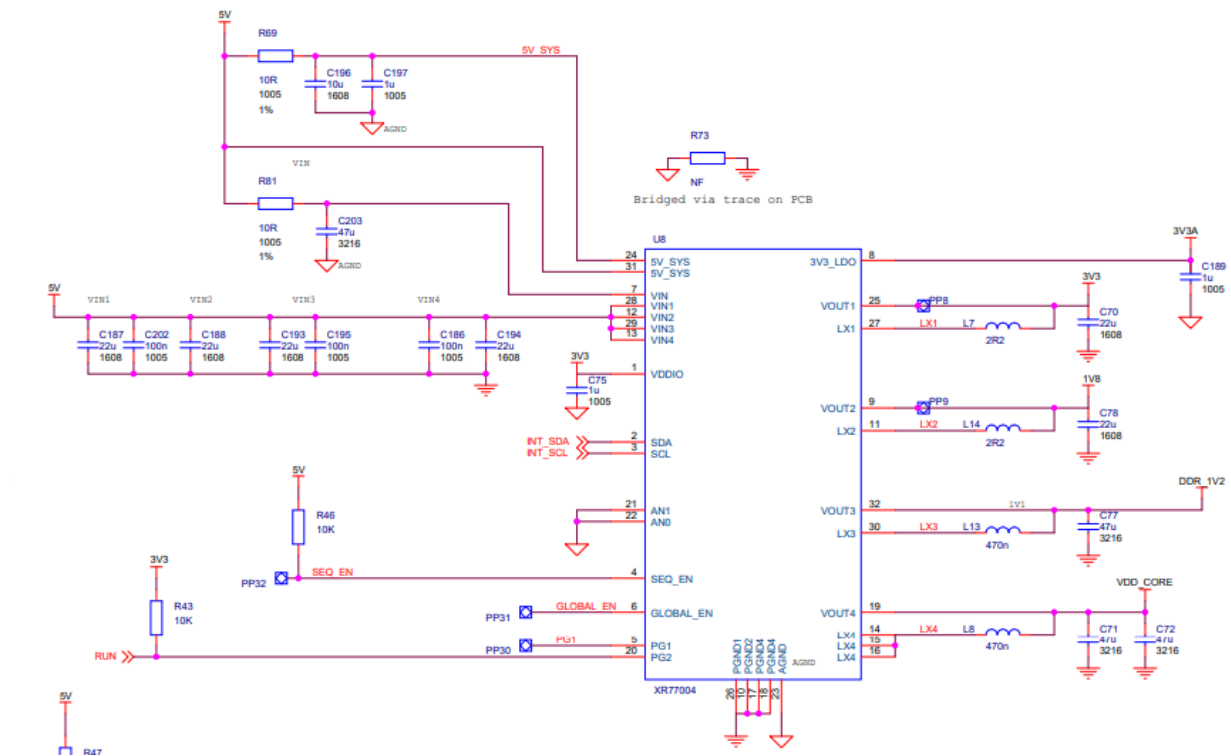 5V
R69
10R
1005
1%
C196
10u
1608
C197
1u
1005
AGND
5V_SYS
VIN
R81
10R
1005
1%
C203
47u
3216
AGND
R73
NF
Bridged via trace on PCB
5V
VIN1
VIN2
VIN3
VIN4
C187
22u
1608
C202
100n
1005
C188
22u
1608
C193
22u
1608
C195
100n
1005
C186
100n
1005
C194
22u
1608
3V3
C75
1u
1005
INT_SDA
INT_SCL
5V
R46
10K
PP32
SEQ_EN
3V3
R43
10K
RUN
PP31
GLOBAL_EN
PP30
PG1
5V
R47
U8
24 5V_SYS
31 5V_SYS
7 VIN
28 VIN1
12 VIN2
29 VIN3
13 VIN4
1 VDDIO
2 SDA
3 SCL
21 AN1
22 AN0
4 SEQ_EN
6 GLOBAL_EN
5 PG1
20 PG2
3V3_LDO 8
VOUT1 25
LX1 27
VOUT2 9
LX2 11
VOUT3 32
LX3 30
VOUT4 19
LX4 14
LX4 15
LX4 16
PGND1 26
PGND2 10
PGND4 17
PGND4 18
AGND 23
AGND
XR77004
3V3A
C189
1u
1005
PP8
3V3
LX1
L7
2R2
C70
22u
1608
PP9
1V8
LX2
L14
2R2
C78
22u
1608
DDR_1V2
1V1
LX3
L13
470n
C77
47u
3216
VDD_CORE
LX4
L8
470n
C71
47u
3216
C72
47u
3216